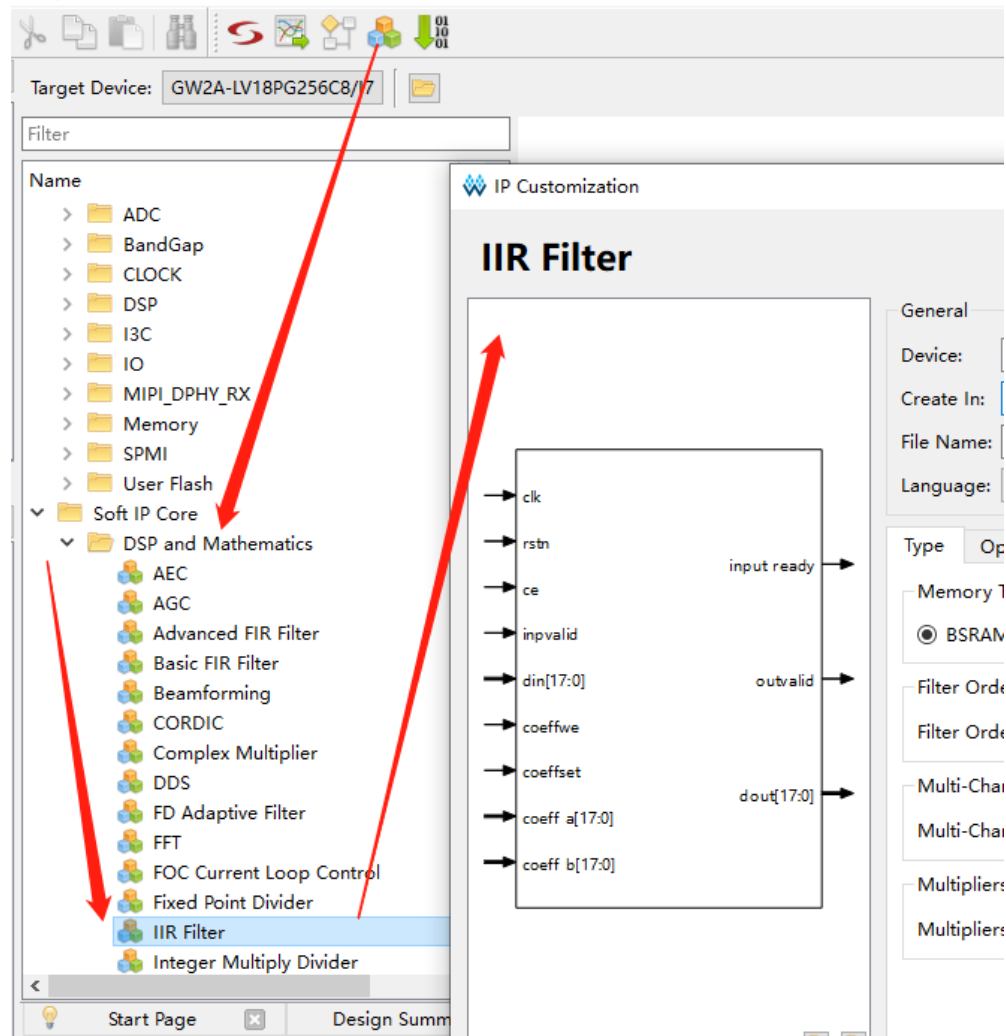 01
10
01
Target Device: GW2A-LV18PG256C8/I7
Filter
Name
ADC
BandGap
CLOCK
DSP
I3C
IO
MIPI_DPHY_RX
Memory
SPMI
User Flash
Soft IP Core
DSP and Mathematics
AEC
AGC
Advanced FIR Filter
Basic FIR Filter
Beamforming
CORDIC
Complex Multiplier
DDS
FD Adaptive Filter
FFT
FOC Current Loop Control
Fixed Point Divider
IIR Filter
Integer Multiply Divider
Start Page
Design Summ
IP Customization
IIR Filter
clk
rstn
ce
inpvalid
din[17:0]
coeffwe
coeffset
coeff a[17:0]
coeff b[17:0]
input ready
outvalid
dout[17:0]
General
Device:
Create In:
File Name:
Language:
Type Op
Memory T
BSRAM
Filter Orde
Filter Orde
Multi-Char
Multi-Char
Multipliers
Multipliers